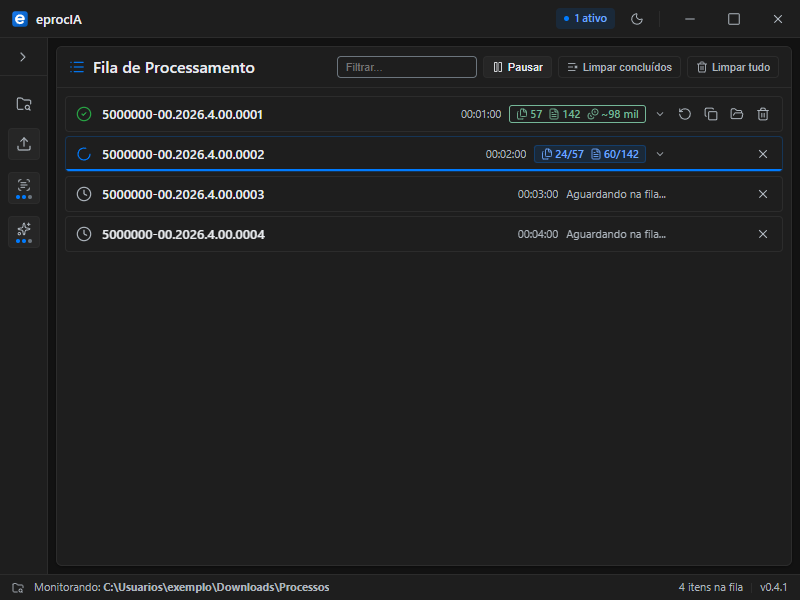 e eprocIA
1 ativo
Fila de Processamento
Filtrar...
Pausar
Limpar concluídos
Limpar tudo
5000000-00.2026.4.00.0001 00:01:00 57 142 ~98 mil
5000000-00.2026.4.00.0002 00:02:00 24/57 60/142
5000000-00.2026.4.00.0003 00:03:00 Aguardando na fila...
5000000-00.2026.4.00.0004 00:04:00 Aguardando na fila...
Monitorando: C:\Usuarios\exemplo\Downloads\Processos
4 itens na fila
v0.4.1